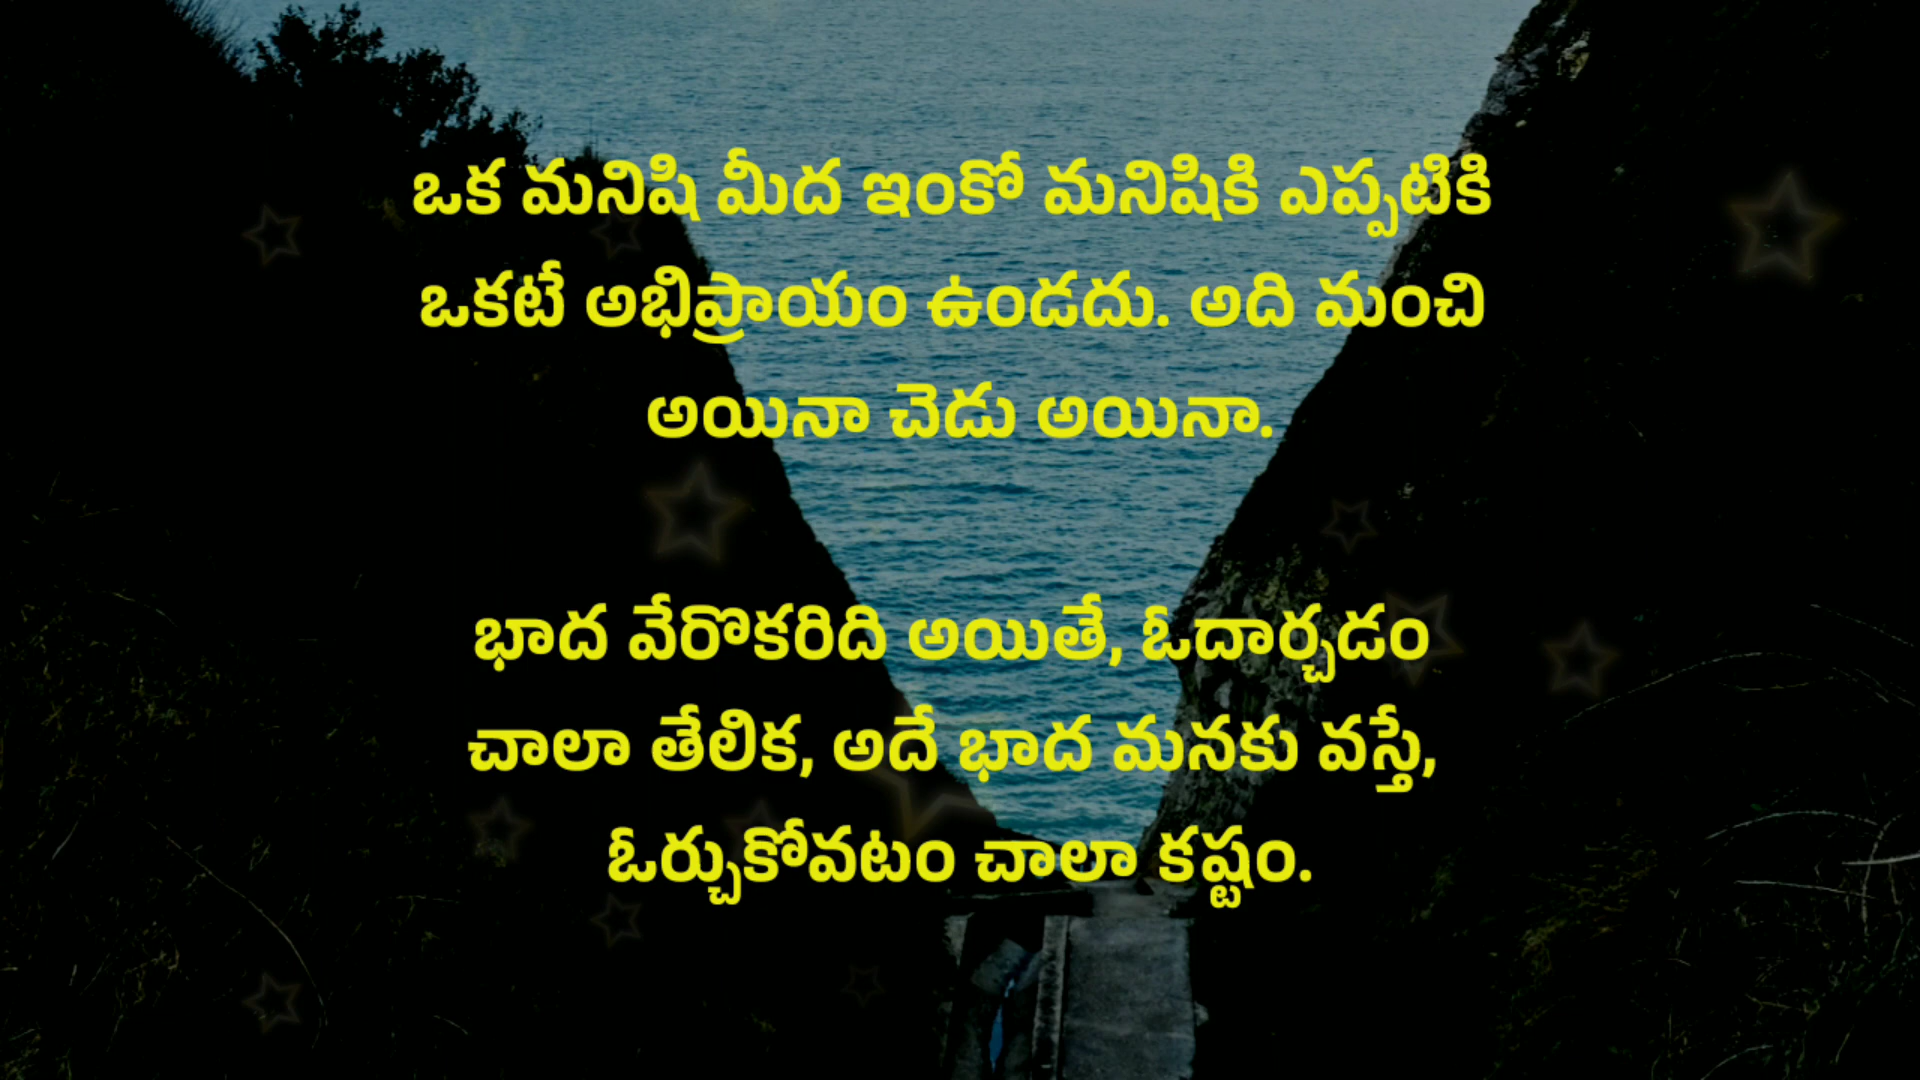 ఒక మనిషి మీద ఇంకో మనిషికి ఎప్పటికి
ఒకటే అభిప్రాయం ఉండదు. అది మంచి
అయినా చెడు అయినా.
భాద వేరొకరిది అయితే, ఓదార్చడం
చాలా తేలిక, అదే భాద మనకు వస్తే,
ఓర్చుకోవటం చాలా కష్టం.